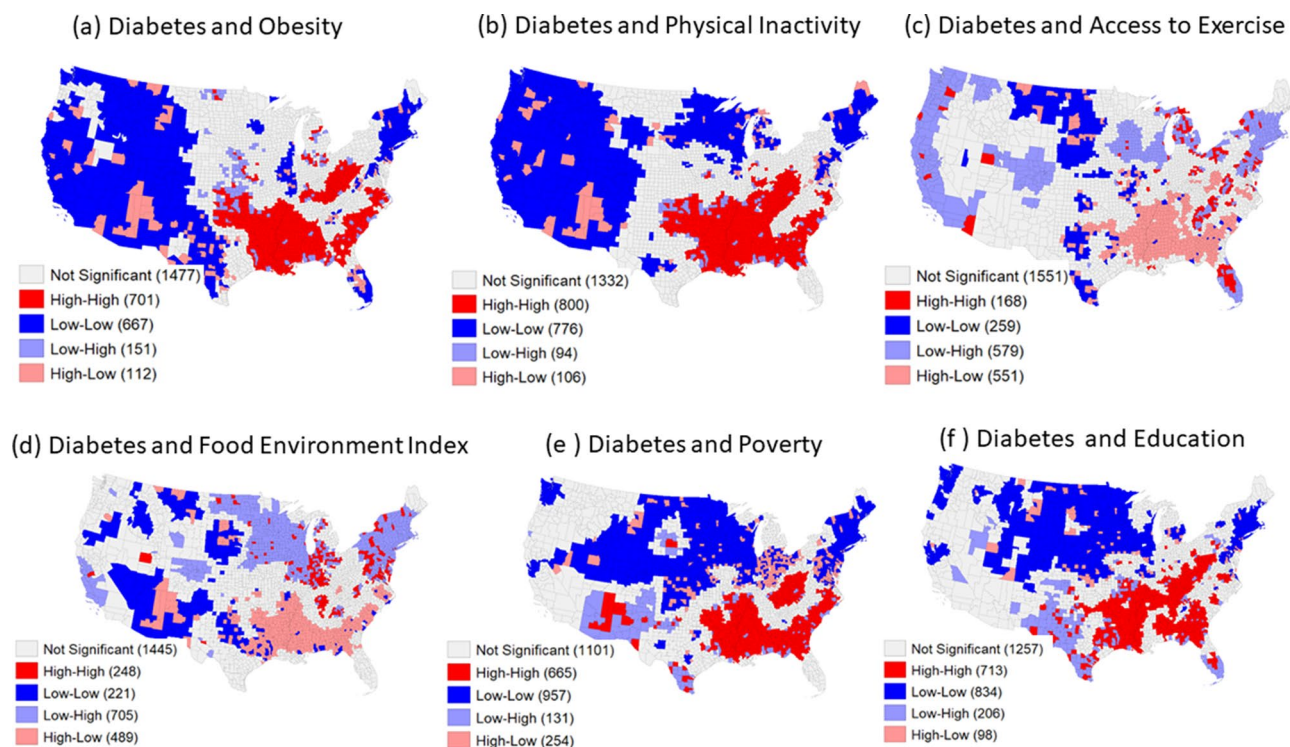 (a) Diabetes and Obesity
(b) Diabetes and Physical Inactivity
(c) Diabetes and Access to Exercise
Not Significant (1477)
High-High (701)
Low-Low (667)
Low-High (151)
High-Low (112)
Not Significant (1332)
High-High (800)
Low-Low (776)
Low-High (94)
High-Low (106)
Not Significant (1551)
High-High (168)
Low-Low (259)
Low-High (579)
High-Low (551)
(d) Diabetes and Food Environment Index
(e ) Diabetes and Poverty
(f ) Diabetes and Education
Not Significant (1445)
High-High (248)
Low-Low (221)
Low-High (705)
High-Low (489)
Not Significant (1101)
High-High (665)
Low-Low (957)
Low-High (131)
High-Low (254)
Not Significant (1257)
High-High (713)
Low-Low (834)
Low-High (206)
High-Low (98)